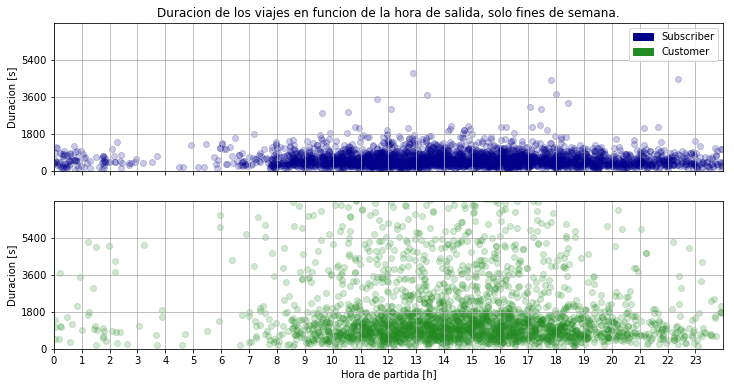 Duracion de los viajes en funcion de la hora de salida, solo fines de semana.
Subscriber
Customer
Duracion [s]
5400
3600
1800
0
Duracion [s]
5400
3600
1800
0
0 1 2 3 4 5 6 7 8 9 10 11 12 13 14 15 16 17 18 19 20 21 22 23
Hora de partida [h]